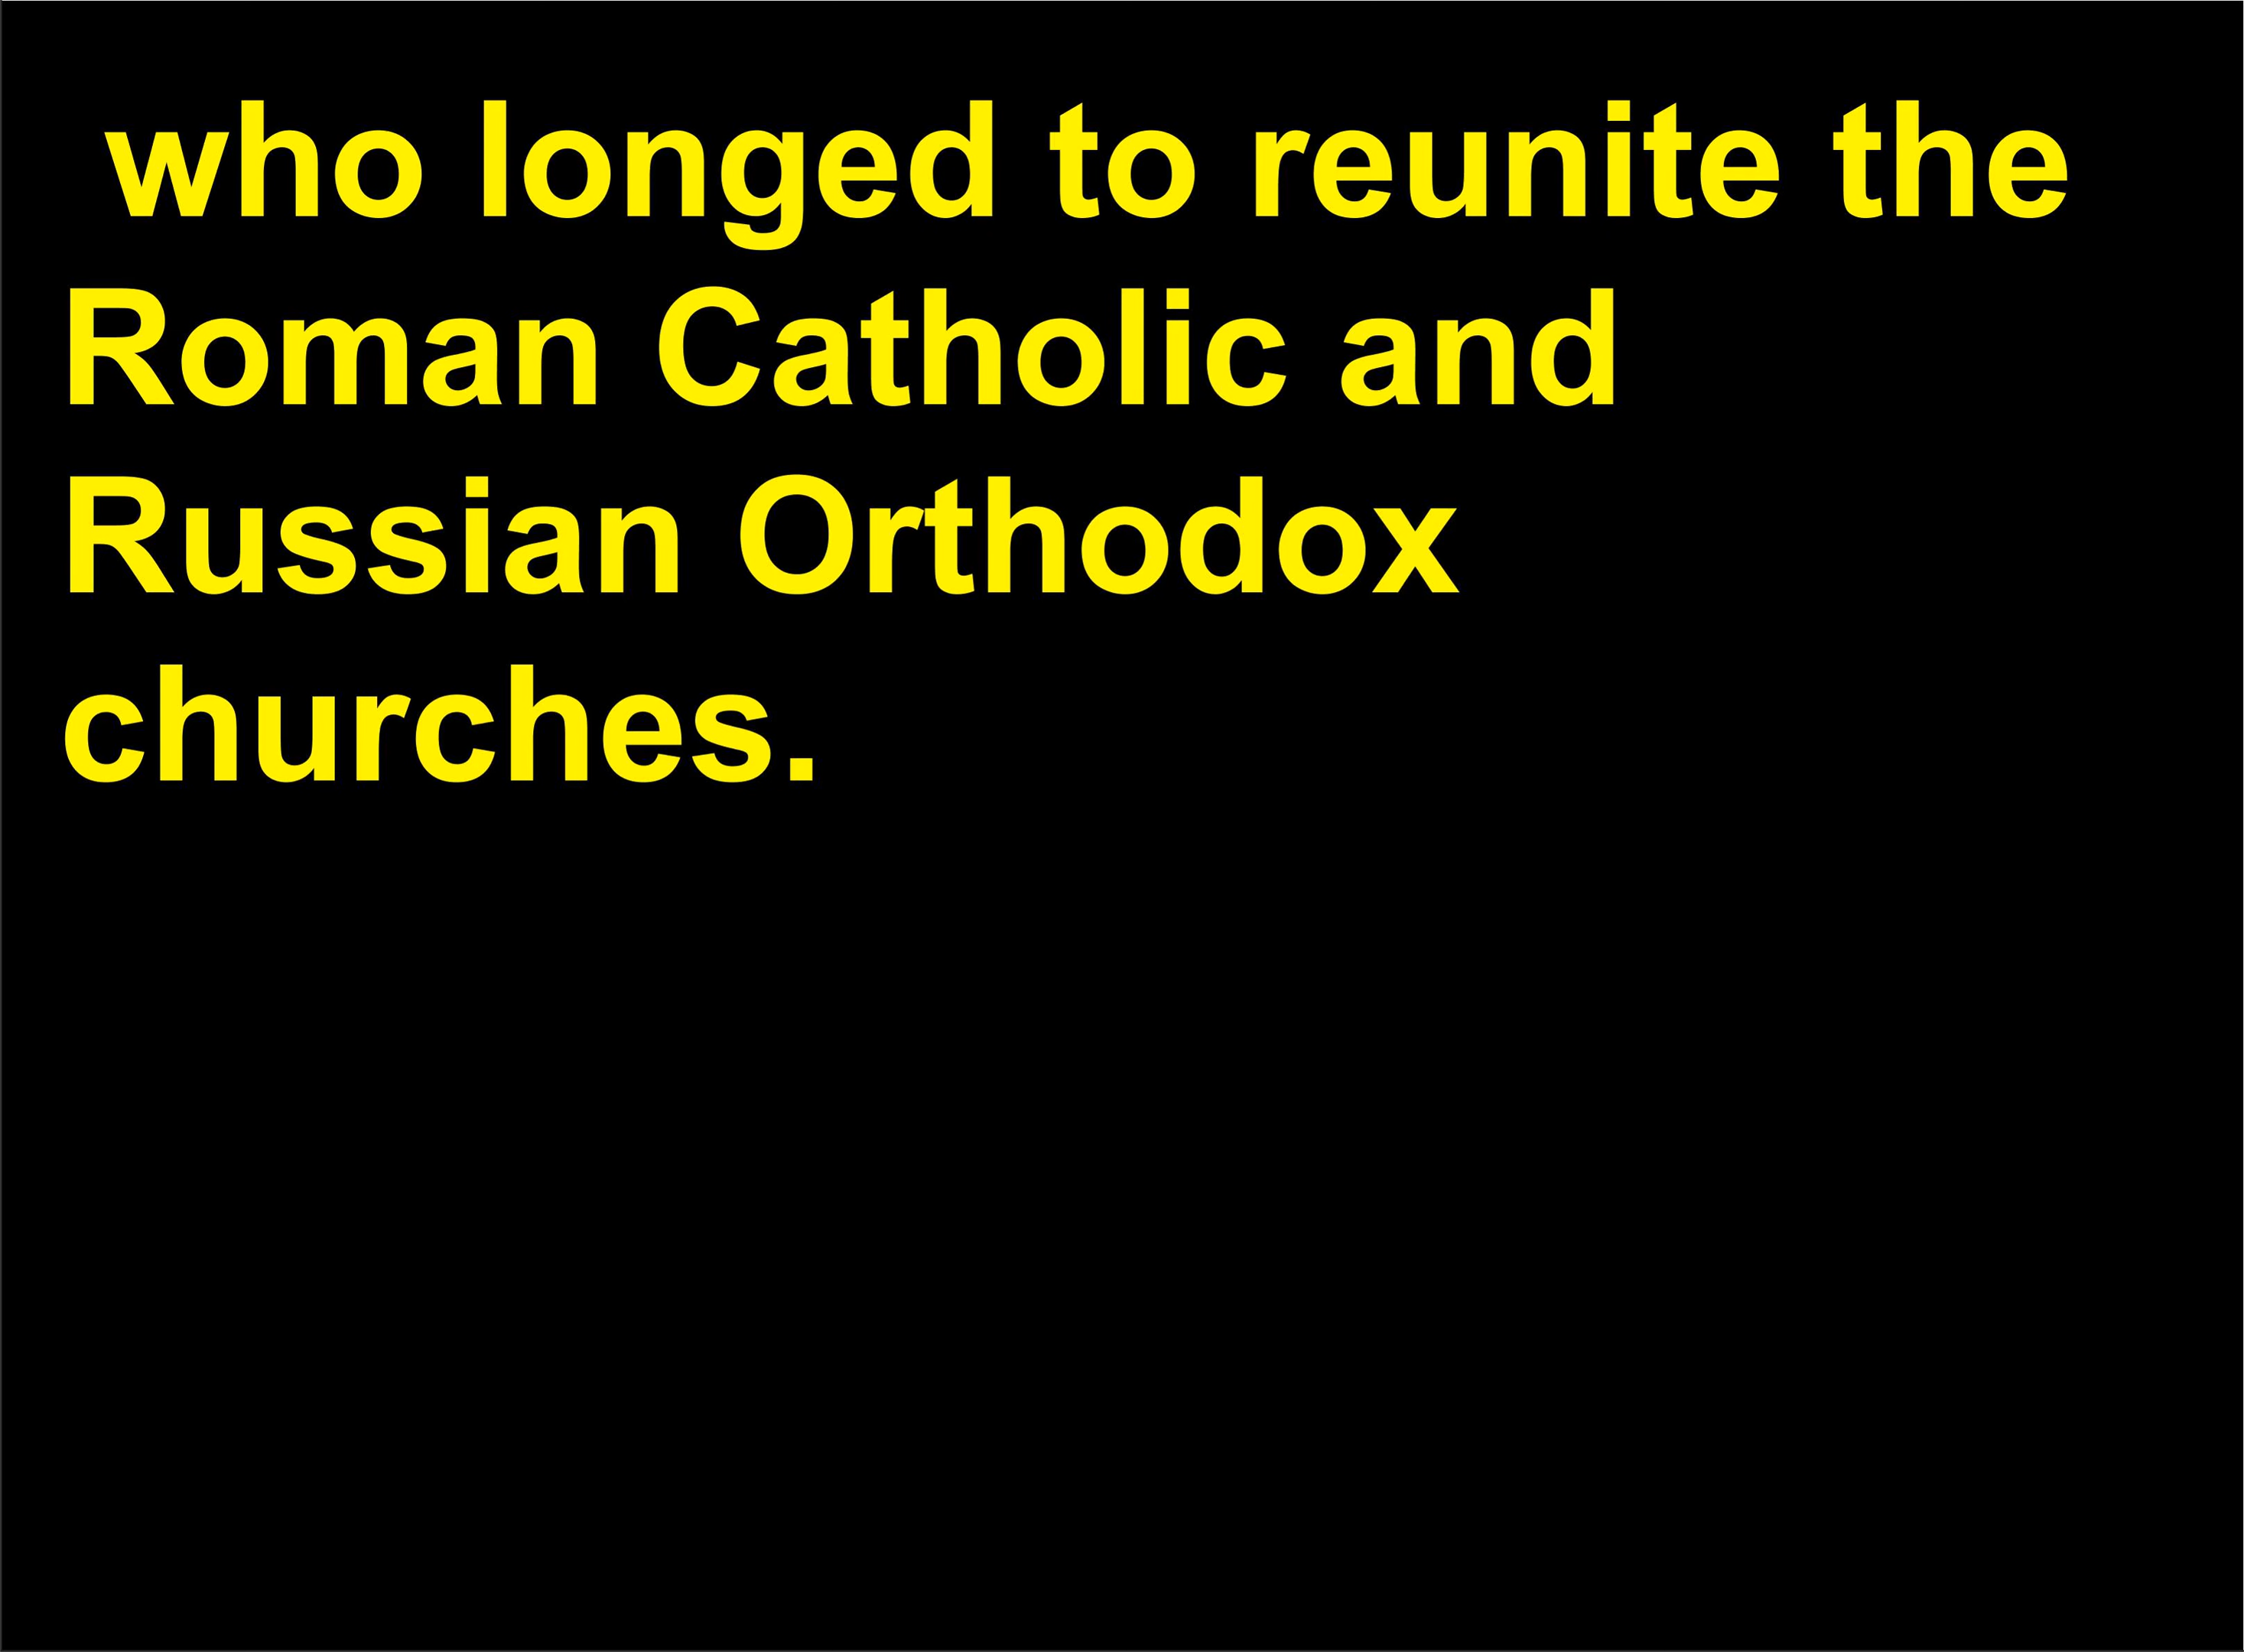 who longed to reunite the
Roman Catholic and
Russian Orthodox
churches.